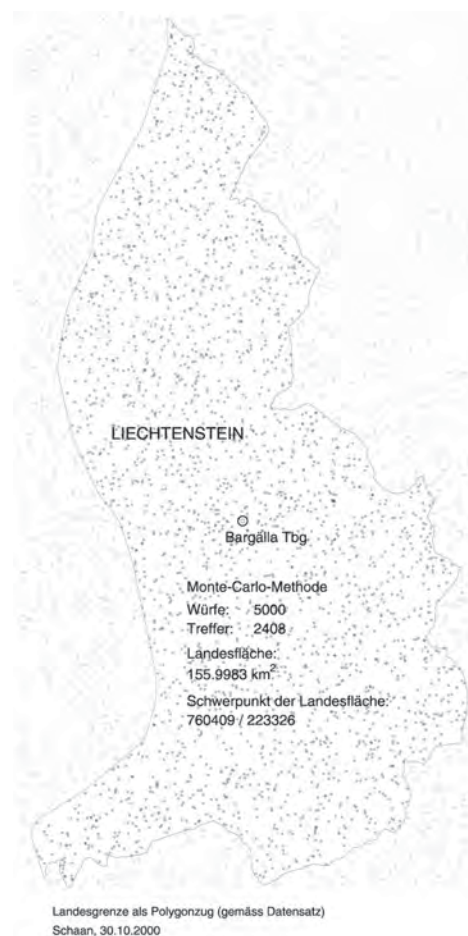 LIECHTENSTEIN
Bargälla Tbg.
Monte-Carlo-Methode
Würfe: 5000
Treffer: 2408
Landesfläche:
155.9983 km²
Schwerpunkt der Landesfläche:
760409 / 223326
Landesgrenze als Polygonzug (gemäss Datensatz)
Schaan, 30.10.2000